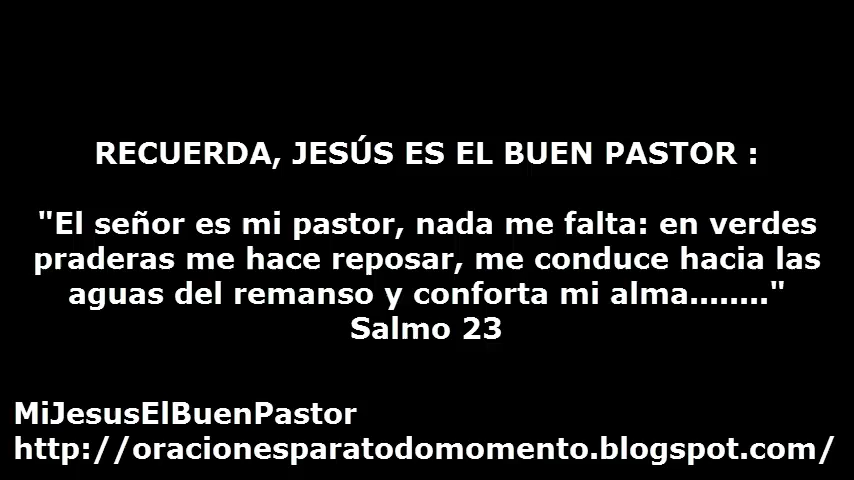 RECUERDA, JESÚS ES EL BUEN PASTOR :
"El señor es mi pastor, nada me falta: en verdes
praderas me hace reposar, me conduce hacia las
aguas del remanso y conforta mi alma........"
Salmo 23
MiJesusElBuenPastor
http://oracionesparatodomomento.blogspot.com/